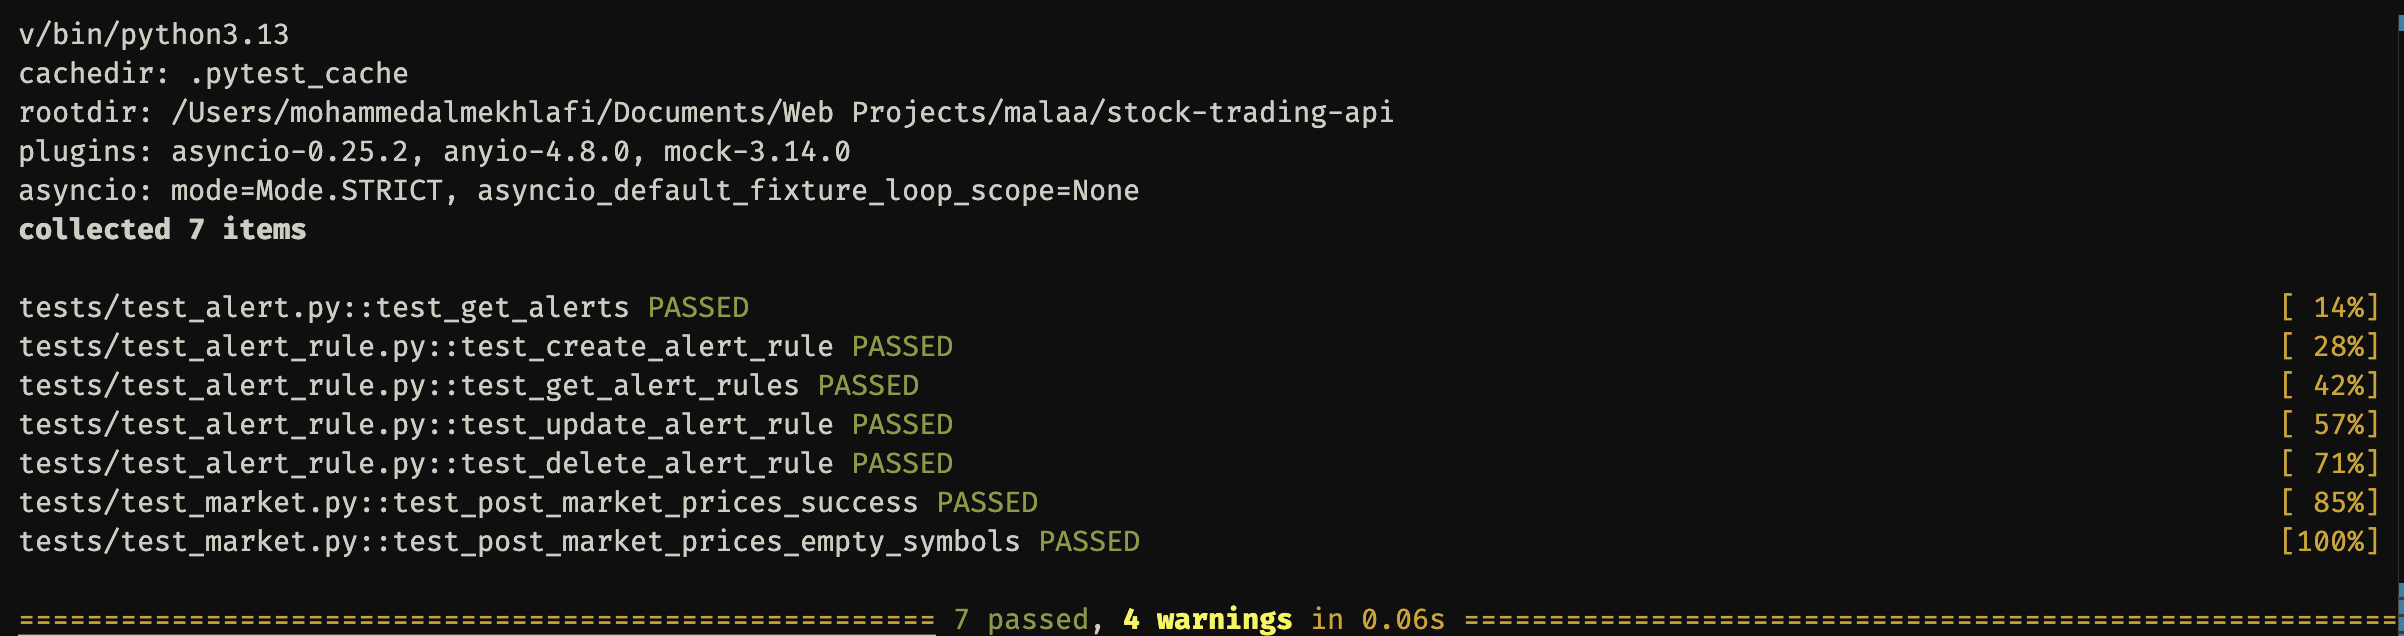 v/bin/python3.13
cachedir: .pytest_cache
rootdir: /Users/mohammedalmekhlafi/Documents/Web Projects/malaa/stock-trading-api
plugins: asyncio-0.25.2, anyio-4.8.0, mock-3.14.0
asyncio: mode=Mode.STRICT, asyncio_default_fixture_loop_scope=None
collected 7 items

tests/test_alert.py::test_get_alerts PASSED [ 14%]
tests/test_alert_rule.py::test_create_alert_rule PASSED [ 28%]
tests/test_alert_rule.py::test_get_alert_rules PASSED [ 42%]
tests/test_alert_rule.py::test_update_alert_rule PASSED [ 57%]
tests/test_alert_rule.py::test_delete_alert_rule PASSED [ 71%]
tests/test_market.py::test_post_market_prices_success PASSED [ 85%]
tests/test_market.py::test_post_market_prices_empty_symbols PASSED [100%]

====================================================== 7 passed, 4 warnings in 0.06s =======================================================